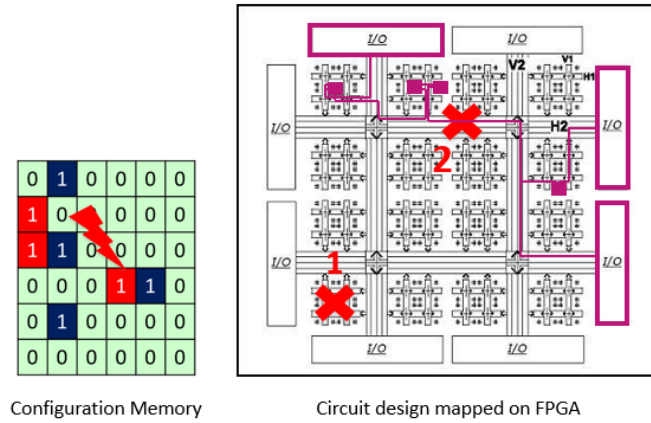 I/O
I/O
V1
V2
H1
I/O
I/O
H2
2
0 1 0 0 0 0
1 0 0 0 0
1 1 0 0 0 0
0 0 0 1 1 0
0 1 0 0 0 0
0 0 0 0 0 0
I/O
I/O
1
I/O
I/O
Configuration Memory
Circuit design mapped on FPGA